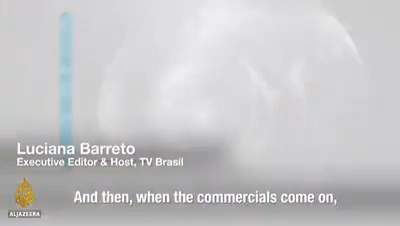 Luciana Barreto
Executive Editor & Host, TV Brasil
And then, when the commercials come on,
ALJAZEERA